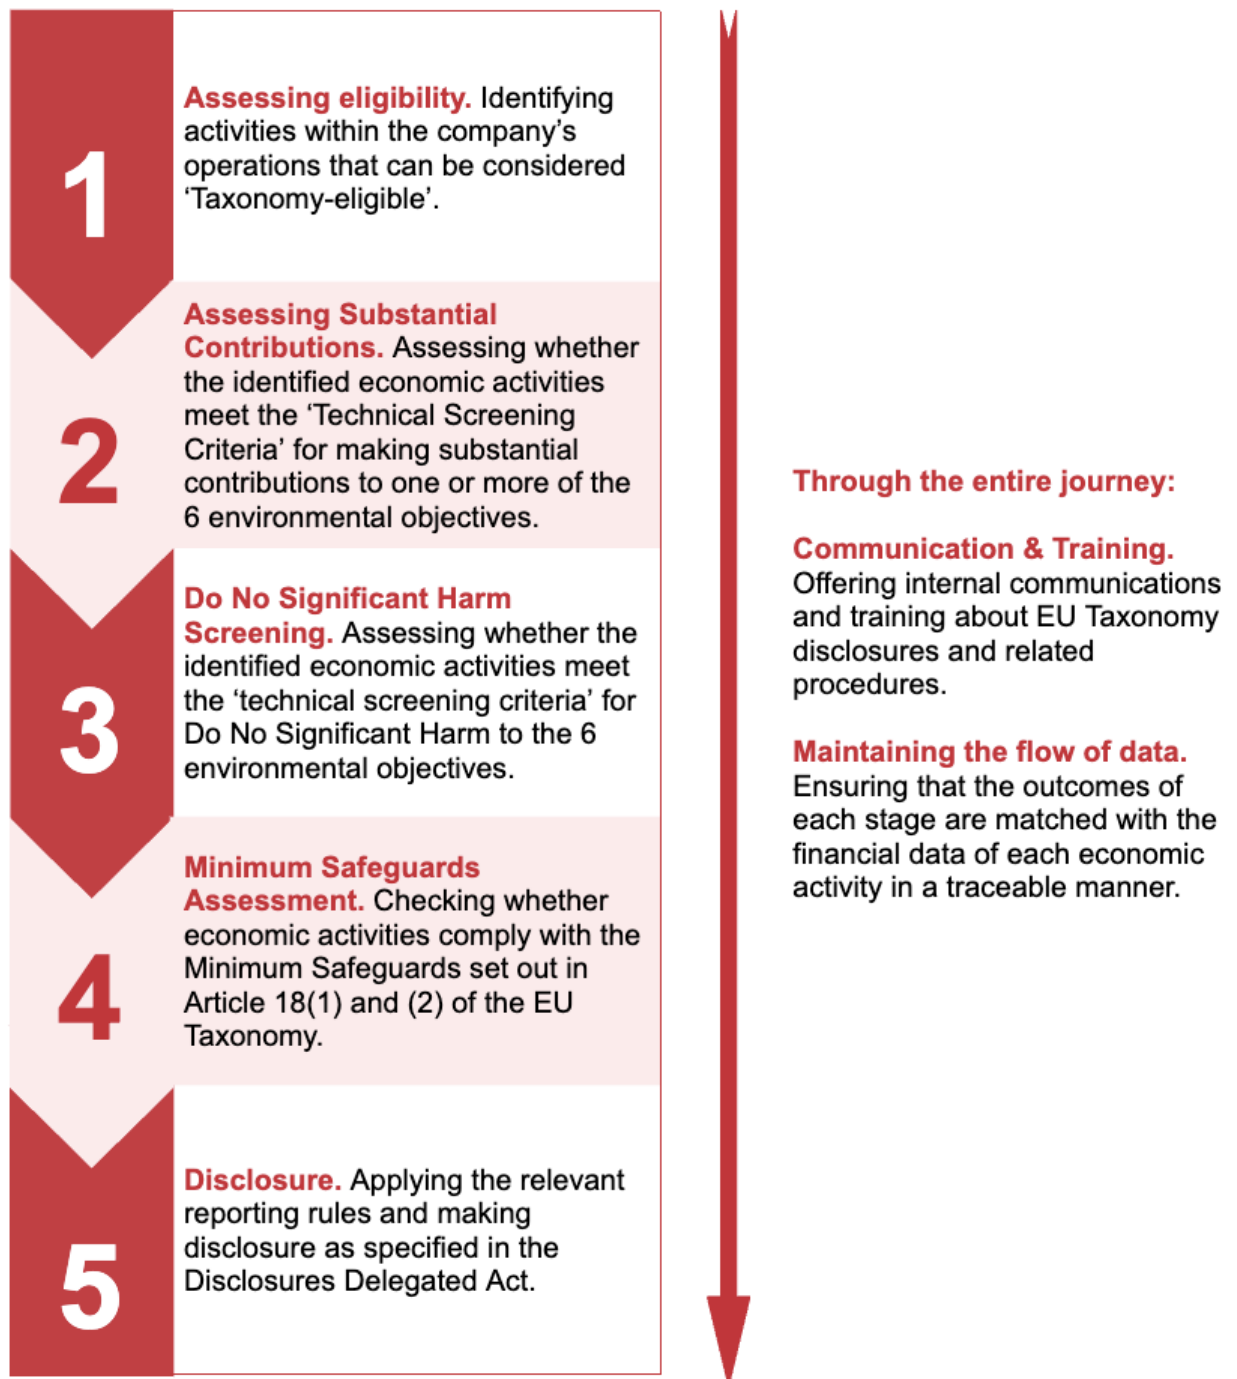 1
Assessing eligibility. Identifying
activities within the company’s
operations that can be considered
‘Taxonomy-eligible’.
2
Assessing Substantial
Contributions. Assessing whether
the identified economic activities
meet the ‘Technical Screening
Criteria’ for making substantial
contributions to one or more of the
6 environmental objectives.
3
Do No Significant Harm
Screening. Assessing whether the
identified economic activities meet
the ‘technical screening criteria’ for
Do No Significant Harm to the 6
environmental objectives.
4
Minimum Safeguards
Assessment. Checking whether
economic activities comply with the
Minimum Safeguards set out in
Article 18(1) and (2) of the EU
Taxonomy.
5
Disclosure. Applying the relevant
reporting rules and making
disclosure as specified in the
Disclosures Delegated Act.
Through the entire journey:
Communication & Training.
Offering internal communications
and training about EU Taxonomy
disclosures and related
procedures.
Maintaining the flow of data.
Ensuring that the outcomes of
each stage are matched with the
financial data of each economic
activity in a traceable manner.